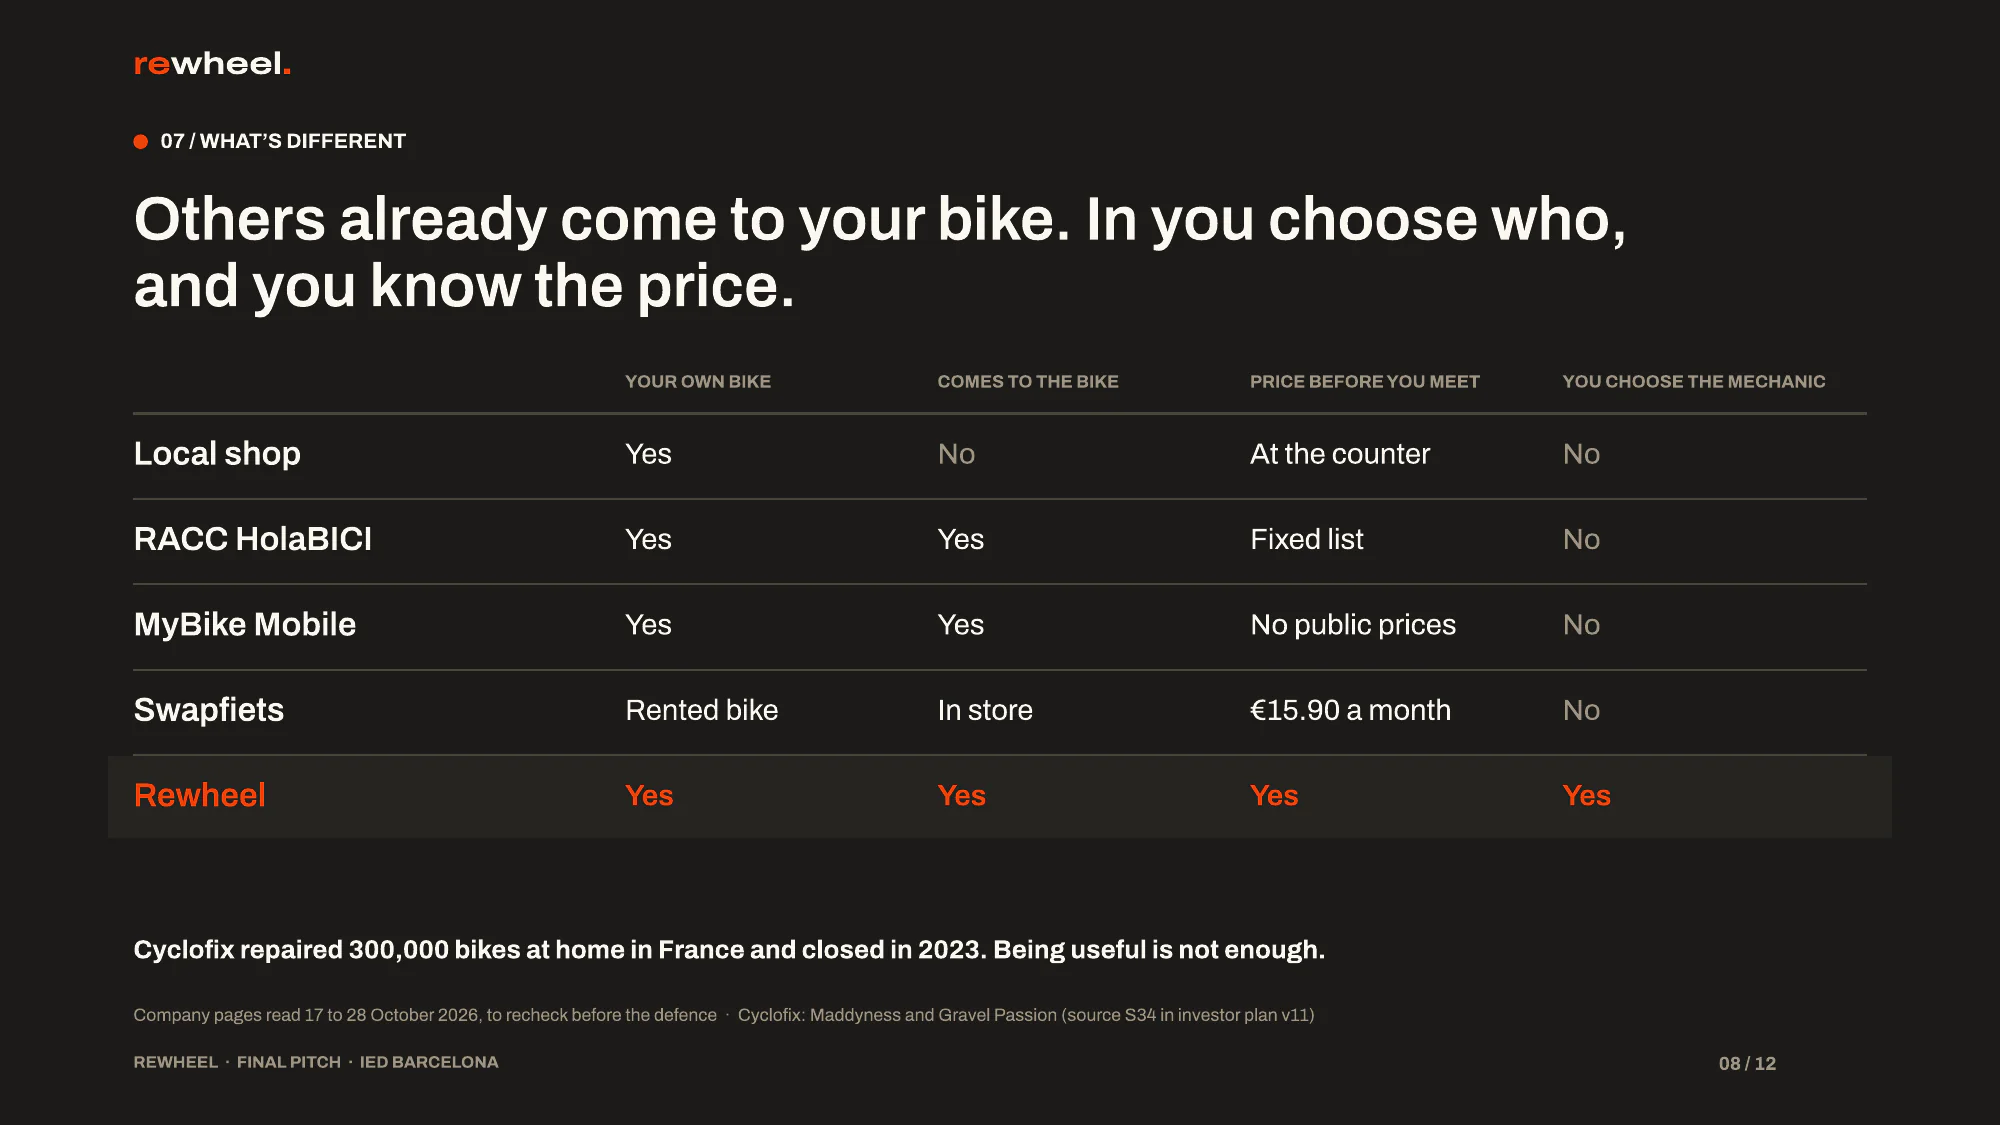 rewheel.
07 / WHAT’S DIFFERENT
Others already come to your bike. In you choose who,
and you know the price.
YOUR OWN BIKE COMES TO THE BIKE PRICE BEFORE YOU MEET YOU CHOOSE THE MECHANIC
Local shop Yes No At the counter No
RACC HolaBICI Yes Yes Fixed list No
MyBike Mobile Yes Yes No public prices No
Swapfiets Rented bike In store €15.90 a month No
Rewheel Yes Yes Yes Yes
Cyclofix repaired 300,000 bikes at home in France and closed in 2023. Being useful is not enough.
Company pages read 17 to 28 October 2026, to recheck before the defence · Cyclofix: Maddyness and Gravel Passion (source S34 in investor plan v11)
REWHEEL · FINAL PITCH · IED BARCELONA 08 / 12